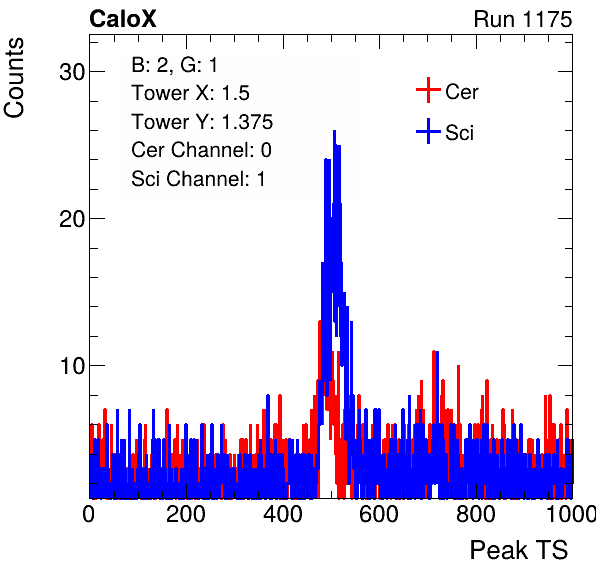 CaloX Run 1175
Counts
30
20
10
B: 2, G: 1
Tower X: 1.5
Tower Y: 1.375
Cer Channel: 0
Sci Channel: 1
Cer
Sci
0 200 400 600 800 1000
Peak TS